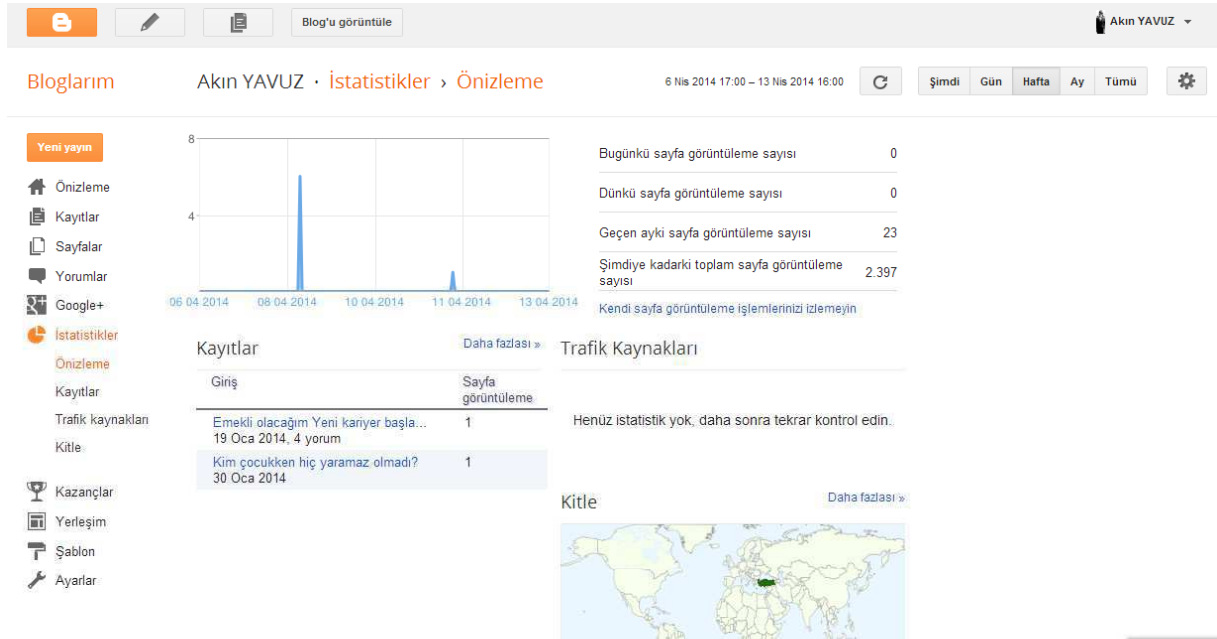 Blog'u görüntüle
Akın YAVUZ
Bloglarım
Akın YAVUZ · İstatistikler › Önizleme
6 Nis 2014 17:00 – 13 Nis 2014 16:00
Şimdi Gün Hafta Ay Tümü
Yeni yayın
Önizleme
Kayıtlar
Sayfalar
Yorumlar
Google+
İstatistikler
Önizleme
Kayıtlar
Trafik kaynakları
Kitle
Kazançlar
Yerleşim
Şablon
Ayarlar
8
4
06 04 2014 08 04 2014 10 04 2014 11 04 2014 13 04 2014
Bugünkü sayfa görüntüleme sayısı 0
Dünkü sayfa görüntüleme sayısı 0
Geçen ayki sayfa görüntüleme sayısı 23
Şimdiye kadarki toplam sayfa görüntüleme
sayısı 2.397
Kendi sayfa görüntüleme işlemlerinizi izlemeyin
Kayıtlar Daha fazlası »
Giriş Sayfa
görüntüleme
Emekli olacağım Yeni kariyer başla... 1
19 Oca 2014, 4 yorum
Kim çocukken hiç yaramaz olmadı? 1
30 Oca 2014
Trafik Kaynakları
Henüz istatistik yok, daha sonra tekrar kontrol edin.
Kitle Daha fazlası »